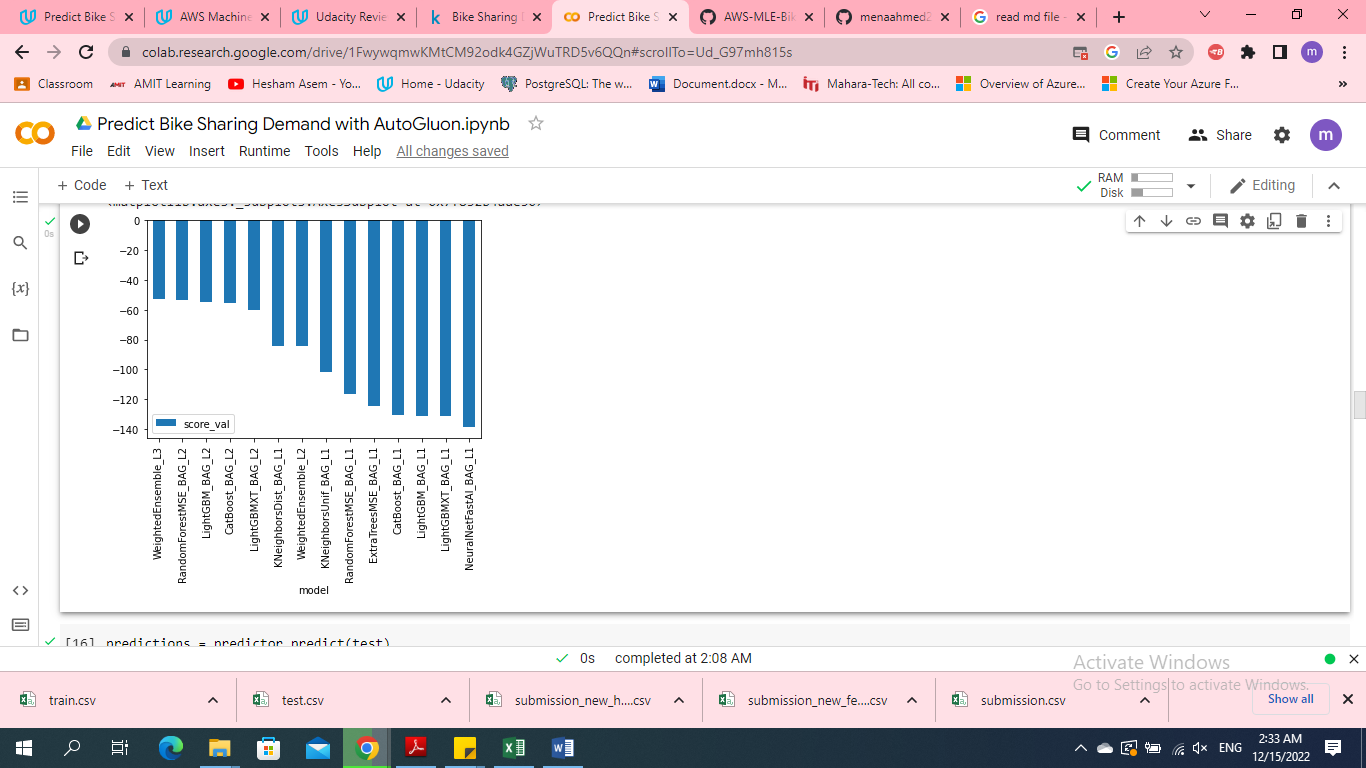 Predict Bike S
AWS Machine
Udacity Revie
Bike Sharing
Predict Bike S
AWS-MLE-Bik
menaahmed2
read md file -
colab.research.google.com/drive/1FwywqmwKMtCM92odk4GZjWuTRD5v6QQn#scrollTo=Ud_G97mh815s
m
Classroom
AMIT Learning
Hesham Asem - Yo...
Home - Udacity
PostgreSQL: The w...
Document.docx - M...
Mahara-Tech: All co...
Overview of Azure...
Create Your Azure F...
»
Predict Bike Sharing Demand with AutoGluon.ipynb
File Edit View Insert Runtime Tools Help All changes saved
Comment
Share
m
+ Code + Text
RAM
Disk
Editing
0s
{x}
0
−20
−40
−60
−80
−100
−120
−140
score_val
WeightedEnsemble_L3
RandomForestMSE_BAG_L2
LightGBM_BAG_L2
CatBoost_BAG_L2
LightGBMXT_BAG_L2
KNeighborsDist_BAG_L1
WeightedEnsemble_L2
KNeighborsUnif_BAG_L1
RandomForestMSE_BAG_L1
ExtraTreesMSE_BAG_L1
CatBoost_BAG_L1
LightGBM_BAG_L1
LightGBMXT_BAG_L1
NeuralNetFastAI_BAG_L1
model
[16] predictions = predictor.predict(test)
0s completed at 2:08 AM
Activate Windows
Go to Settings to activate Windows.
train.csv
test.csv
submission_new_h....csv
submission_new_fe....csv
submission.csv
Show all
ENG
2:33 AM
12/15/2022